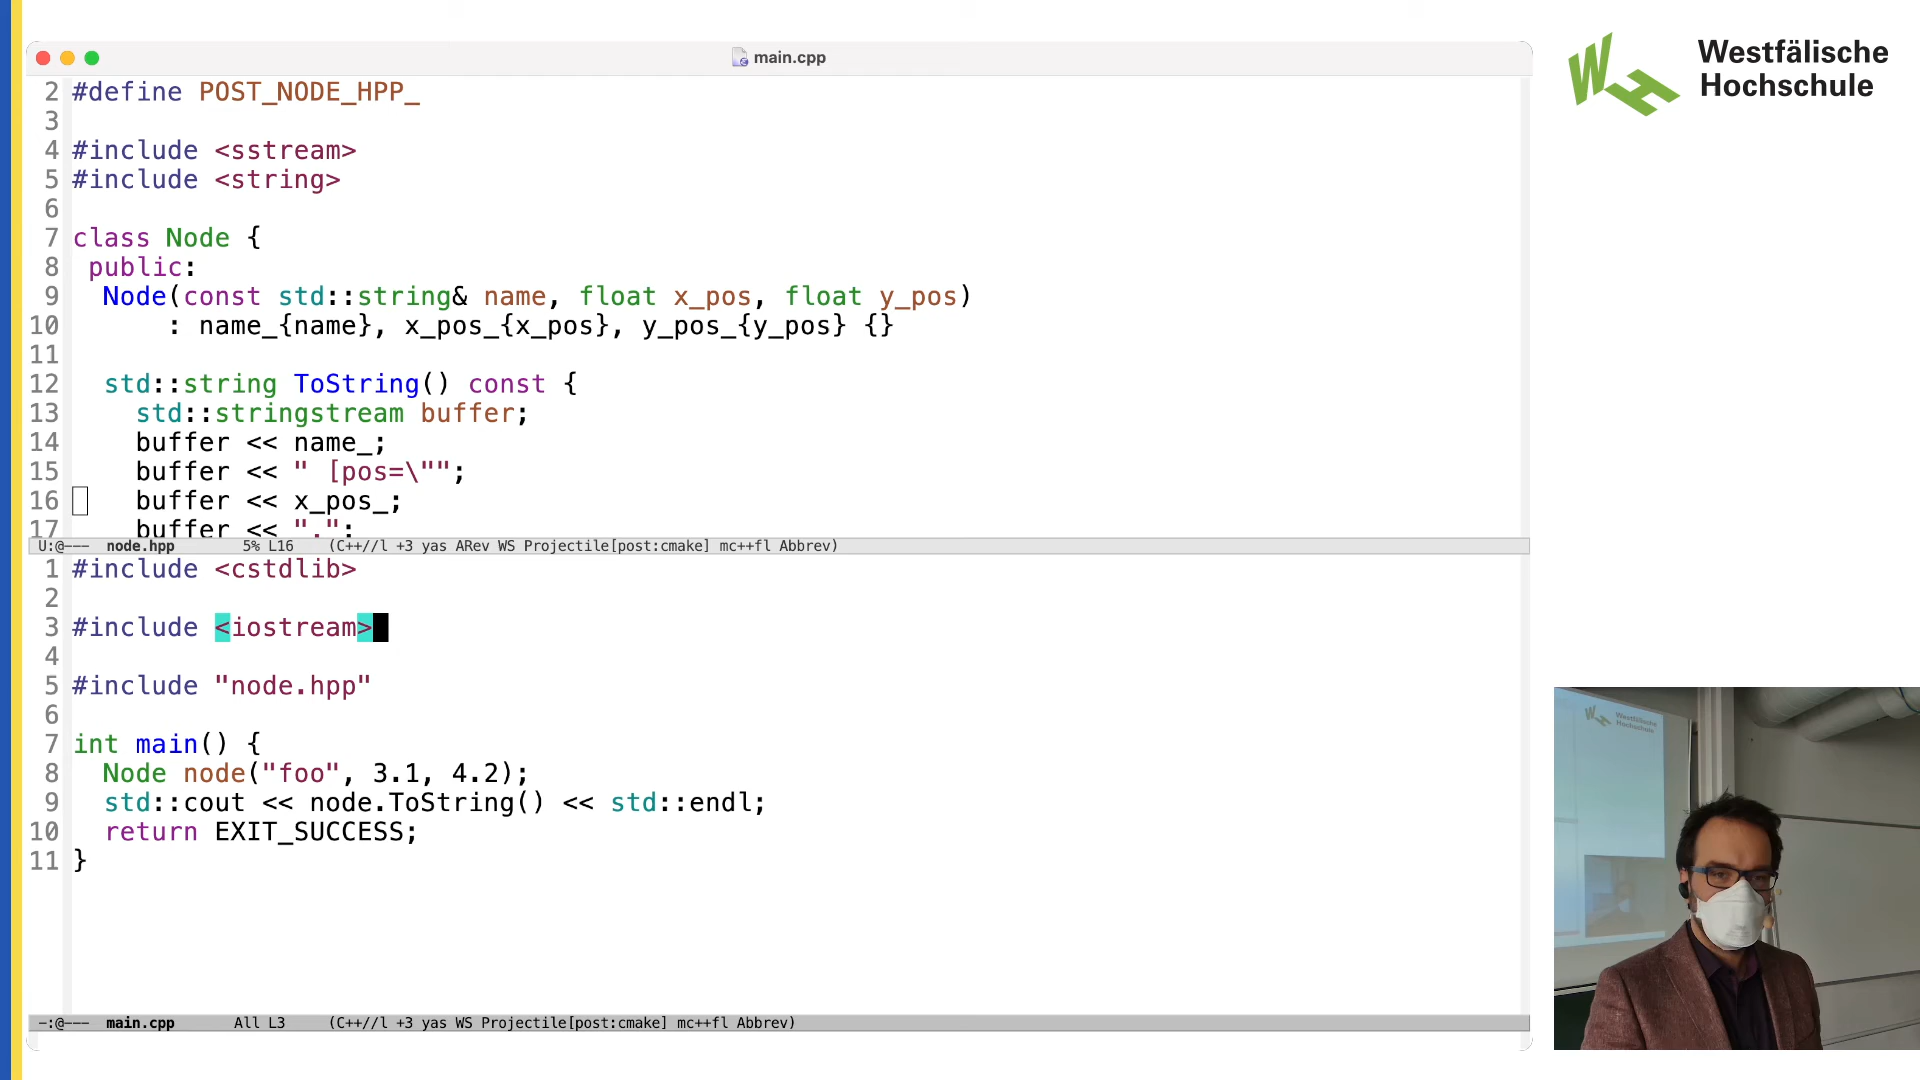 main.cpp
Westfälische
Hochschule
2 #define POST_NODE_HPP_
3
4 #include <sstream>
5 #include <string>
6
7 class Node {
8 public:
9 Node(const std::string& name, float x_pos, float y_pos)
10 : name_{name}, x_pos_{x_pos}, y_pos_{y_pos} {}
11
12 std::string ToString() const {
13 std::stringstream buffer;
14 buffer << name_;
15 buffer << " [pos=\"";
16 buffer << x_pos_;
17 buffer << ",";
U:@--- node.hpp 5% L16 (C++//l +3 yas ARev WS Projectile[post:cmake] mc++fl Abbrev)
1 #include <cstdlib>
2
3 #include <iostream>
4
5 #include "node.hpp"
6
7 int main() {
8 Node node("foo", 3.1, 4.2);
9 std::cout << node.ToString() << std::endl;
10 return EXIT_SUCCESS;
11 }
-:@--- main.cpp All L3 (C++//l +3 yas WS Projectile[post:cmake] mc++fl Abbrev)
Westfälische
Hochschule